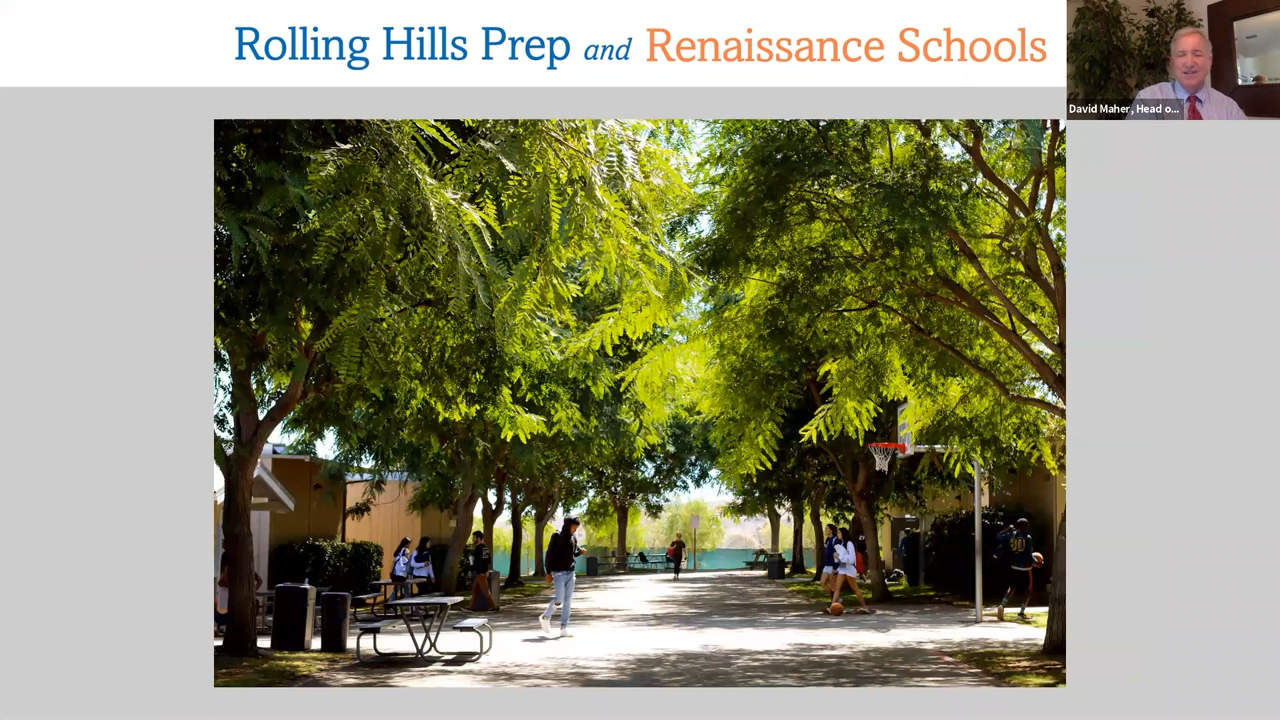 Rolling Hills Prep and Renaissance Schools
David Maher, Head o...